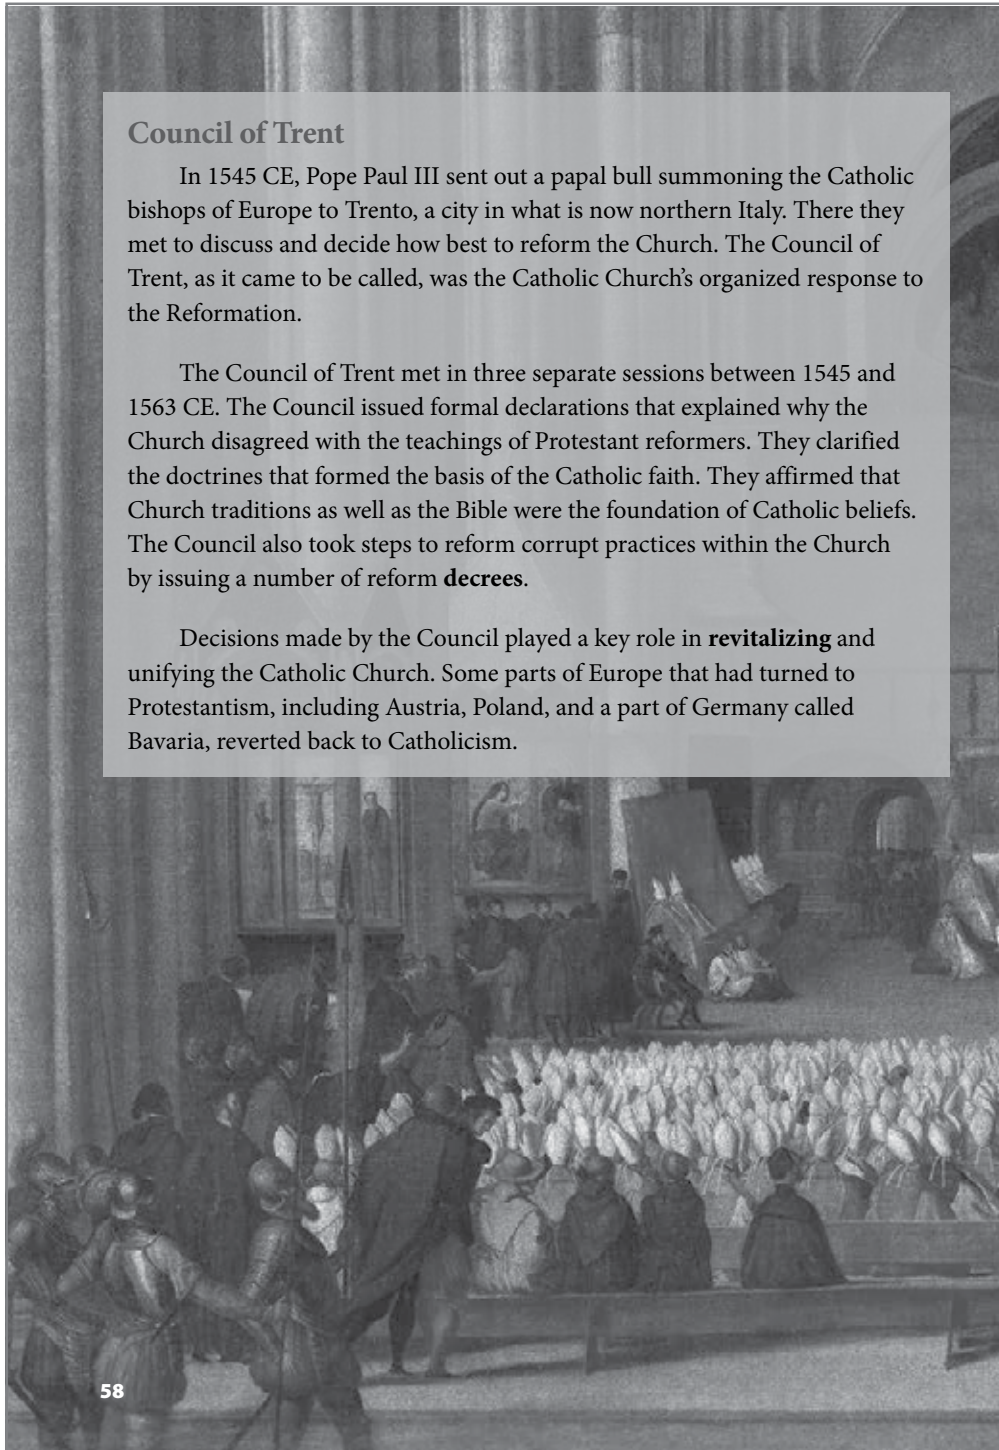 Council of Trent
In 1545 CE, Pope Paul III sent out a papal bull summoning the Catholic
bishops of Europe to Trento, a city in what is now northern Italy. There they
met to discuss and decide how best to reform the Church. The Council of
Trent, as it came to be called, was the Catholic Church’s organized response to
the Reformation.
The Council of Trent met in three separate sessions between 1545 and
1563 CE. The Council issued formal declarations that explained why the
Church disagreed with the teachings of Protestant reformers. They clarified
the doctrines that formed the basis of the Catholic faith. They affirmed that
Church traditions as well as the Bible were the foundation of Catholic beliefs.
The Council also took steps to reform corrupt practices within the Church
by issuing a number of reform decrees.
Decisions made by the Council played a key role in revitalizing and
unifying the Catholic Church. Some parts of Europe that had turned to
Protestantism, including Austria, Poland, and a part of Germany called
Bavaria, reverted back to Catholicism.
58